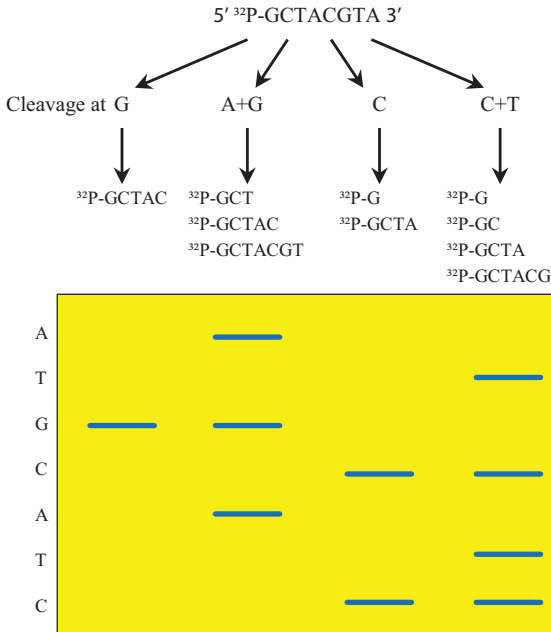 5′ ³²P-GCTACGTA 3′
Cleavage at G A+G C C+T
³²P-GCTAC ³²P-GCT ³²P-G ³²P-G
³²P-GCTAC ³²P-GCTA ³²P-GC
³²P-GCTACGT ³²P-GCTA
³²P-GCTACG
A
T
G
C
A
T
C